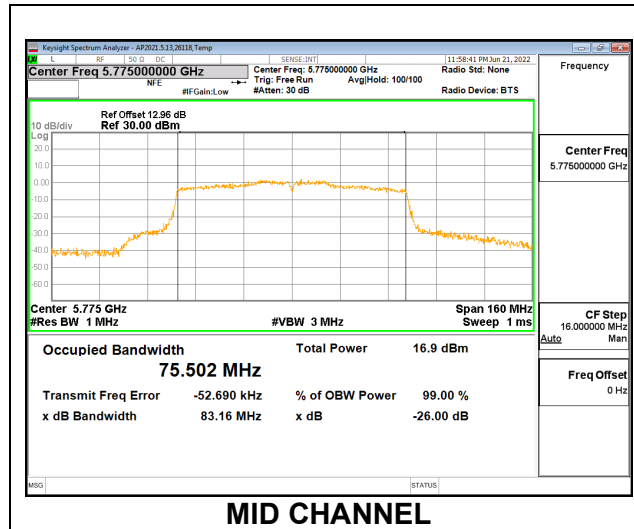 Keysight Spectrum Analyzer - AP2021.5.13,26118,Temp
L RF 50 Ω DC SENSE:INT 11:58:41 PM Jun 21, 2022
Center Freq 5.775000000 GHz Center Freq: 5.775000000 GHz Radio Std: None
NFE Trig: Free Run Avg|Hold: 100/100
#IFGain:Low #Atten: 30 dB Radio Device: BTS
Ref Offset 12.96 dB
10 dB/div Ref 30.00 dBm
Log
20.0
10.0
0.00
-10.0
-20.0
-30.0
-40.0
-50.0
-60.0
Center 5.775 GHz Span 160 MHz
#Res BW 1 MHz #VBW 3 MHz Sweep 1 ms
Occupied Bandwidth Total Power 16.9 dBm
75.502 MHz
Transmit Freq Error -52.690 kHz % of OBW Power 99.00 %
x dB Bandwidth 83.16 MHz x dB -26.00 dB
MSG STATUS
Frequency
Center Freq
5.775000000 GHz
CF Step
16.000000 MHz
Auto Man
Freq Offset
0 Hz
MID CHANNEL